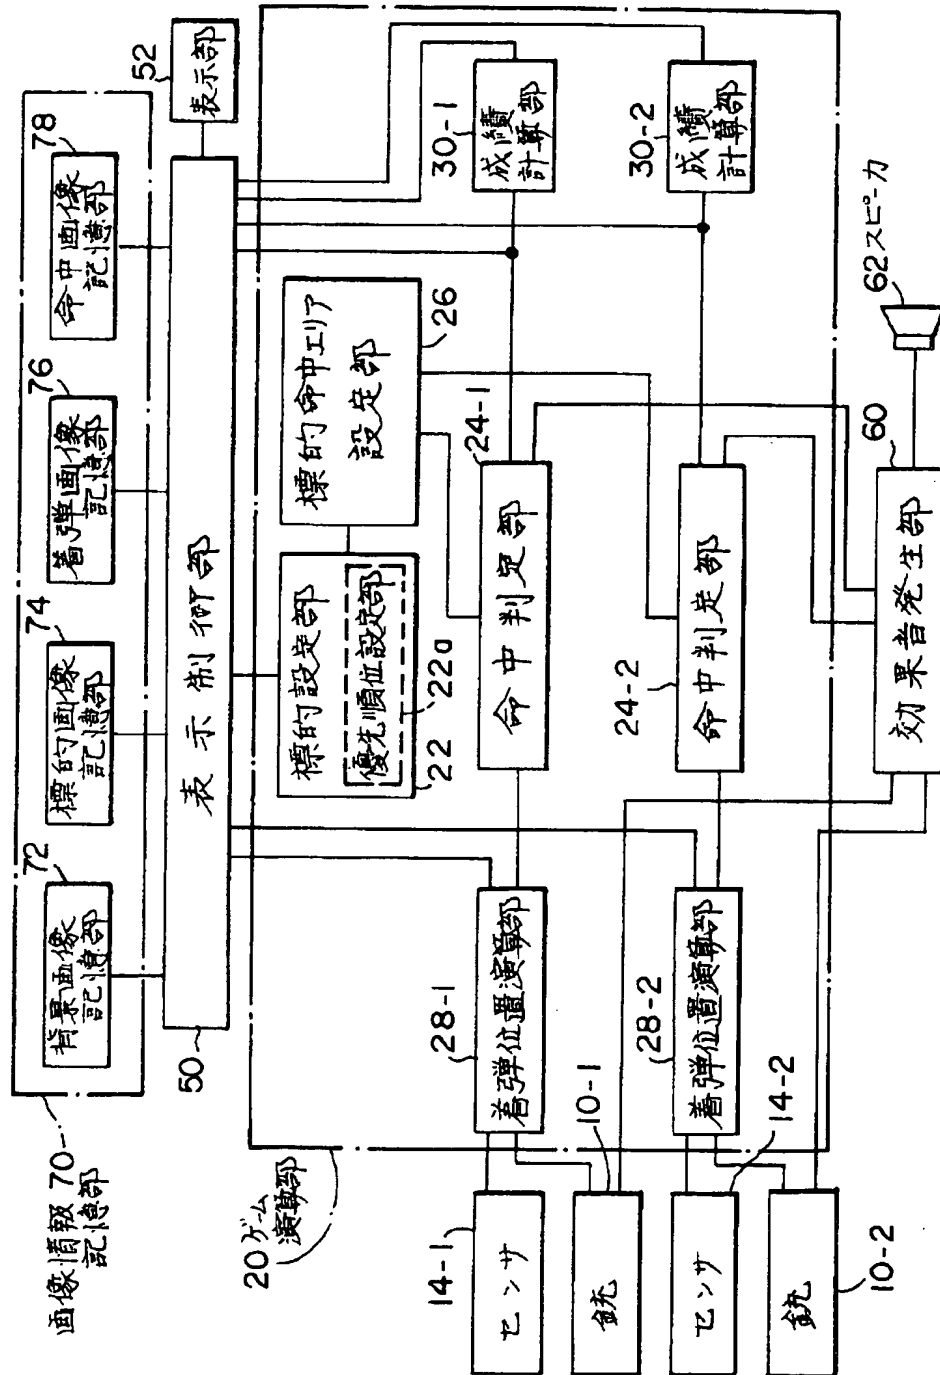 画像情報 70
記憶部
72
背景画像
記憶部
74
標的画像
記憶部
76
着弾画像
記憶部
78
命中画像
記憶部
50
表示制御部
52
表示部
20 ゲーム
演算部
標的設定部
優先順位設定部
22
22a
標的命中エリア
設定部
26
14-1
センサ
10-1
銃
28-1
着弾位置演算部
24-1
命中判定部
30-1
成績
計算部
14-2
センサ
10-2
銃
28-2
着弾位置演算部
24-2
命中判定部
30-2
成績
計算部
60
効果音発生部
62 スピーカ